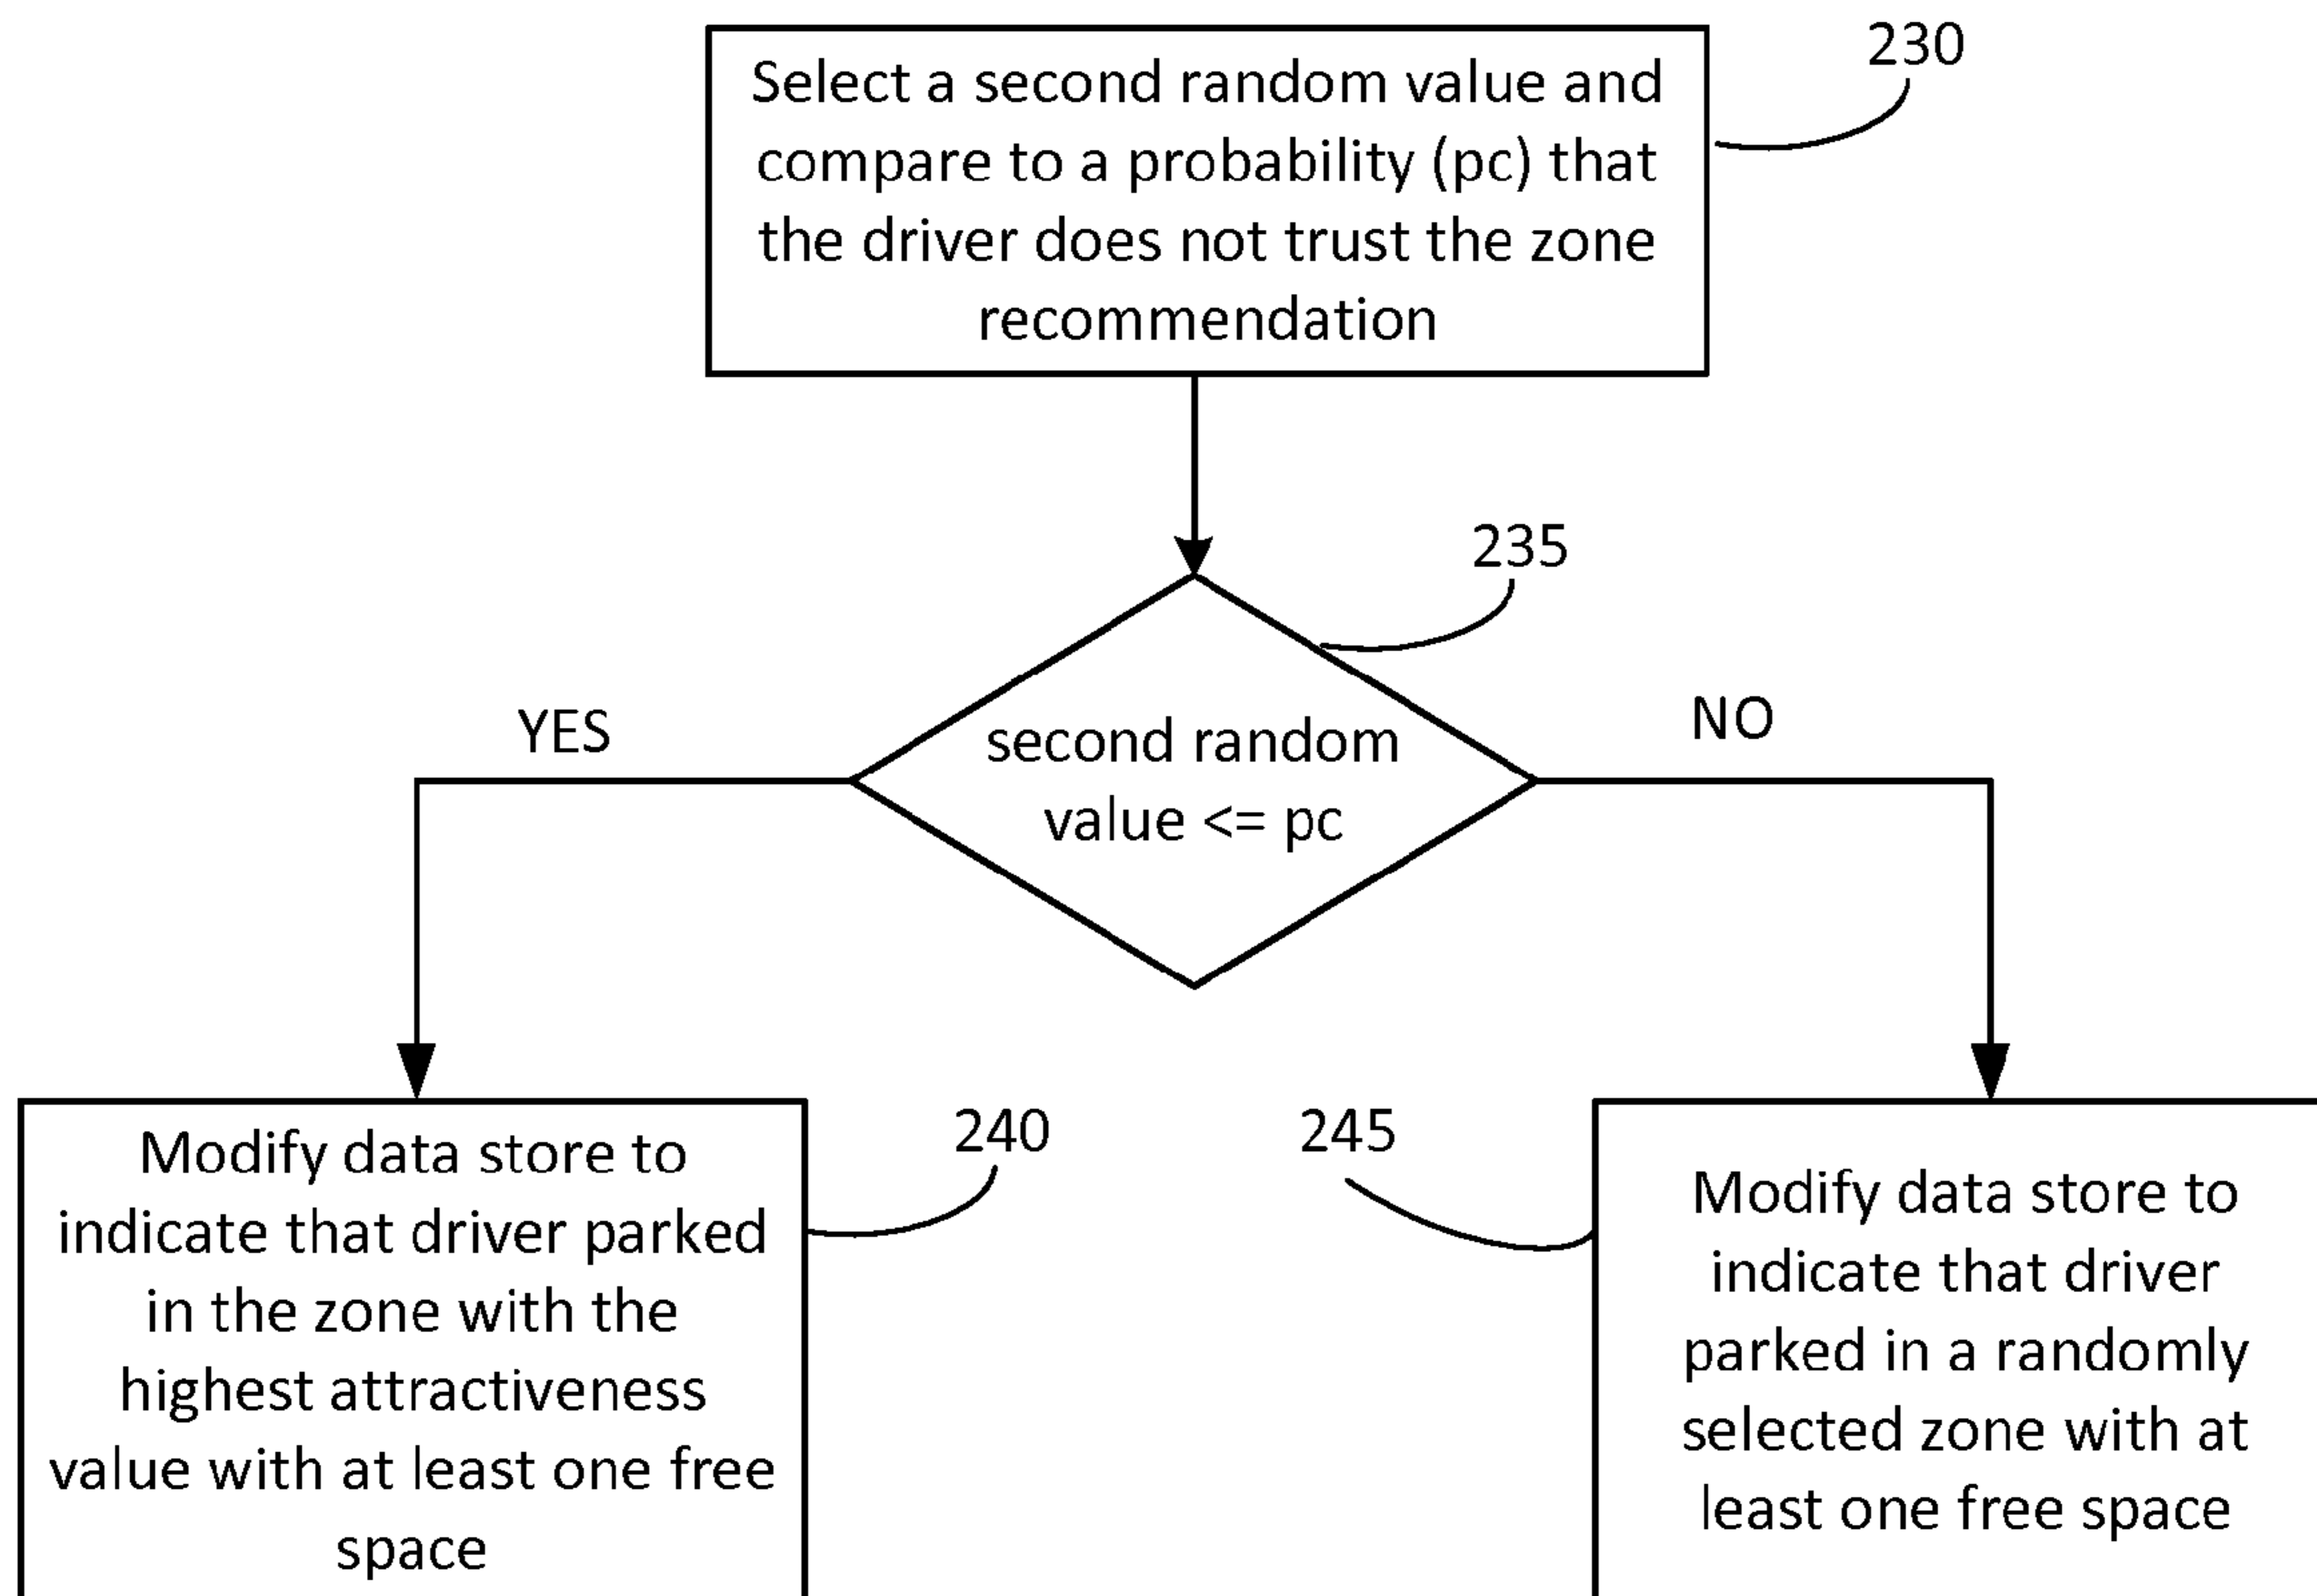 Select a second random value and
compare to a probability (pc) that
the driver does not trust the zone
recommendation
230
235
YES
NO
second random
value <= pc
Modify data store to
indicate that driver parked
in the zone with the
highest attractiveness
value with at least one free
space
240
245
Modify data store to
indicate that driver
parked in a randomly
selected zone with at
least one free space